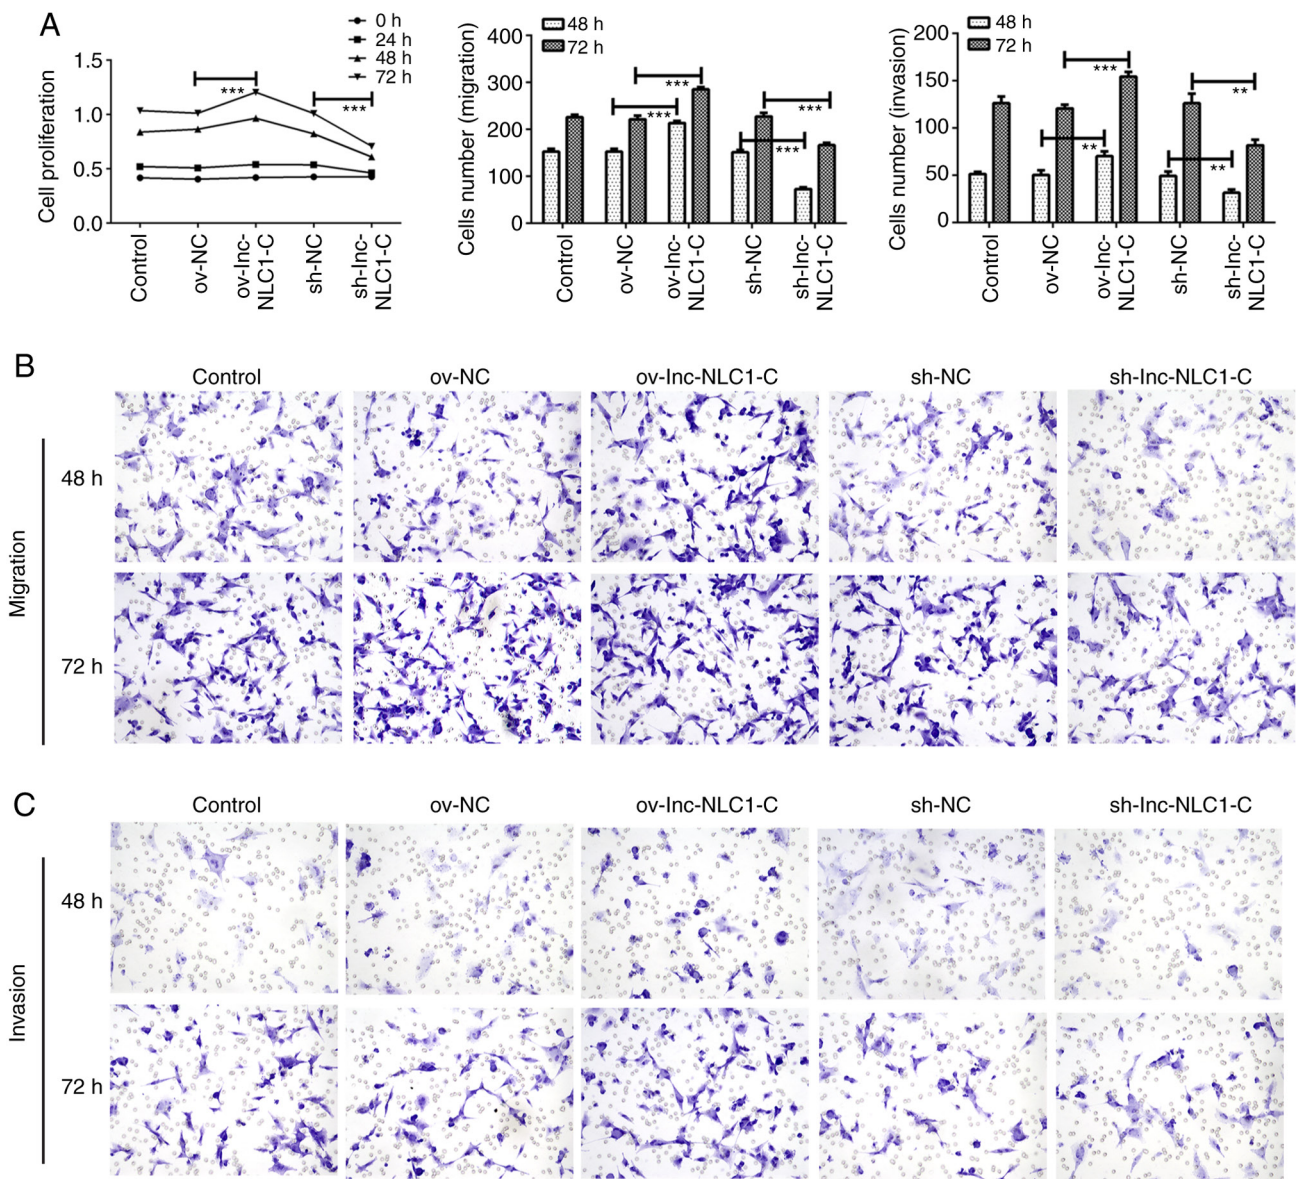 A
0 h
24 h
48 h
72 h
Cell proliferation
1.5
1.0
0.5
0.0
***
***
Control
ov-NC
ov-lnc-
NLC1-C
sh-NC
sh-lnc-
NLC1-C
48 h
72 h
Cells number (migration)
400
300
200
100
0
***
***
***
***
Control
ov-NC
ov-lnc-
NLC1-C
sh-NC
sh-lnc-
NLC1-C
48 h
72 h
Cells number (invasion)
200
150
100
50
0
***
**
**
**
Control
ov-NC
ov-lnc-
NLC1-C
sh-NC
sh-lnc-
NLC1-C
B
Control
ov-NC
ov-lnc-NLC1-C
sh-NC
sh-lnc-NLC1-C
Migration
48 h
72 h
C
Control
ov-NC
ov-lnc-NLC1-C
sh-NC
sh-lnc-NLC1-C
Invasion
48 h
72 h